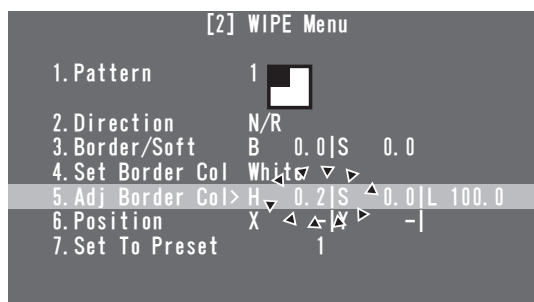 [2] WIPE Menu
1.Pattern 1
2.Direction N/R
3.Border/Soft B 0.0|S 0.0
4.Set Border Col White
5.Adj Border Col> H 0.2|S 0.0|L 100.0
6.Position X -|Y -|
7.Set To Preset 1